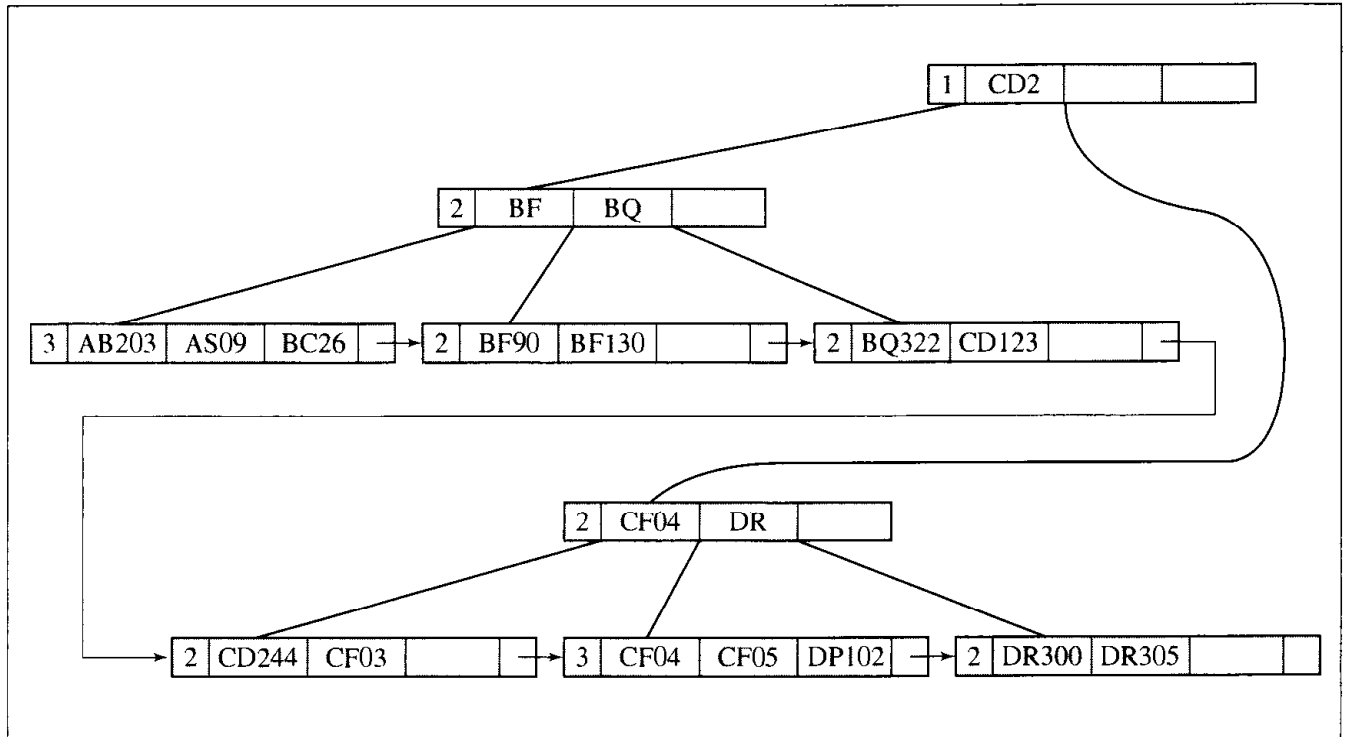 1 CD2
2 BF BQ
3 AB203 AS09 BC26
2 BF90 BF130
2 BQ322 CD123
2 CF04 DR
2 CD244 CF03
3 CF04 CF05 DP102
2 DR300 DR305